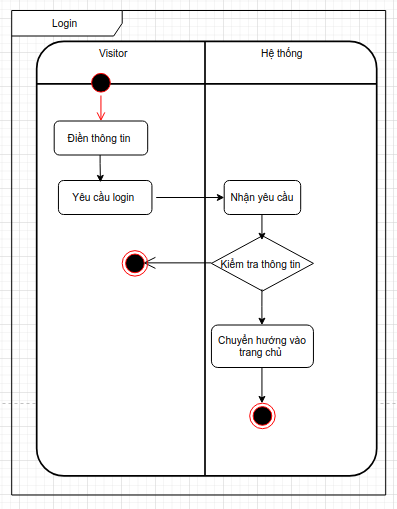 Login
Visitor
Hệ thống
Điền thông tin
Yêu cầu login
Nhận yêu cầu
Kiểm tra thông tin
Chuyển hướng vào
trang chủ